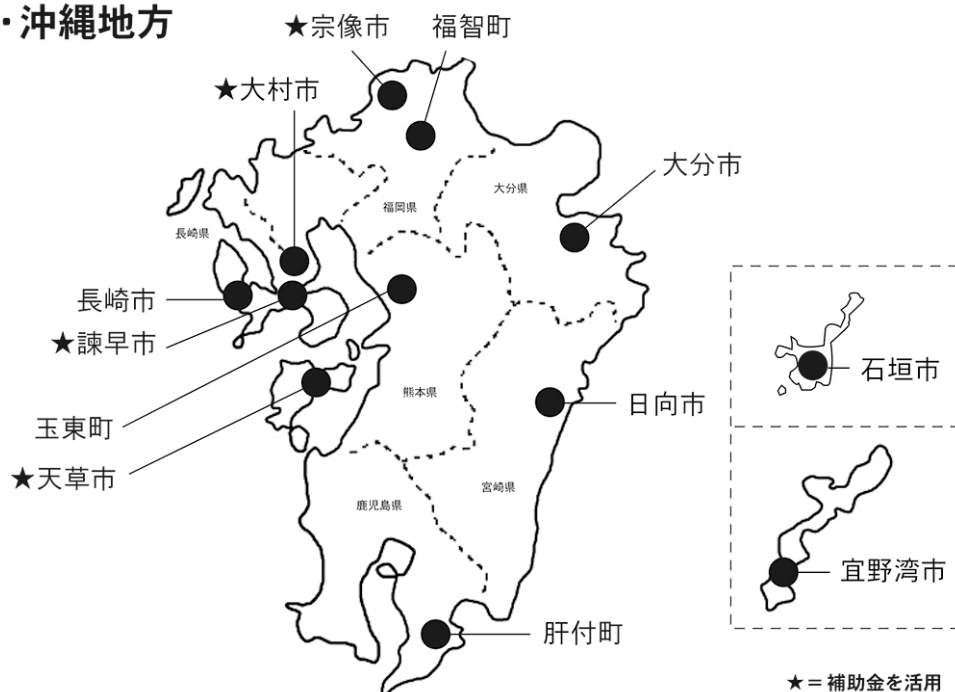 ・沖縄地方
★宗像市
福智町
★大村市
大分市
大分県
福岡県
長崎県
長崎市
★諫早市
石垣市
熊本県
日向市
玉東町
★天草市
宮崎県
鹿児島県
宜野湾市
肝付町
★＝補助金を活用